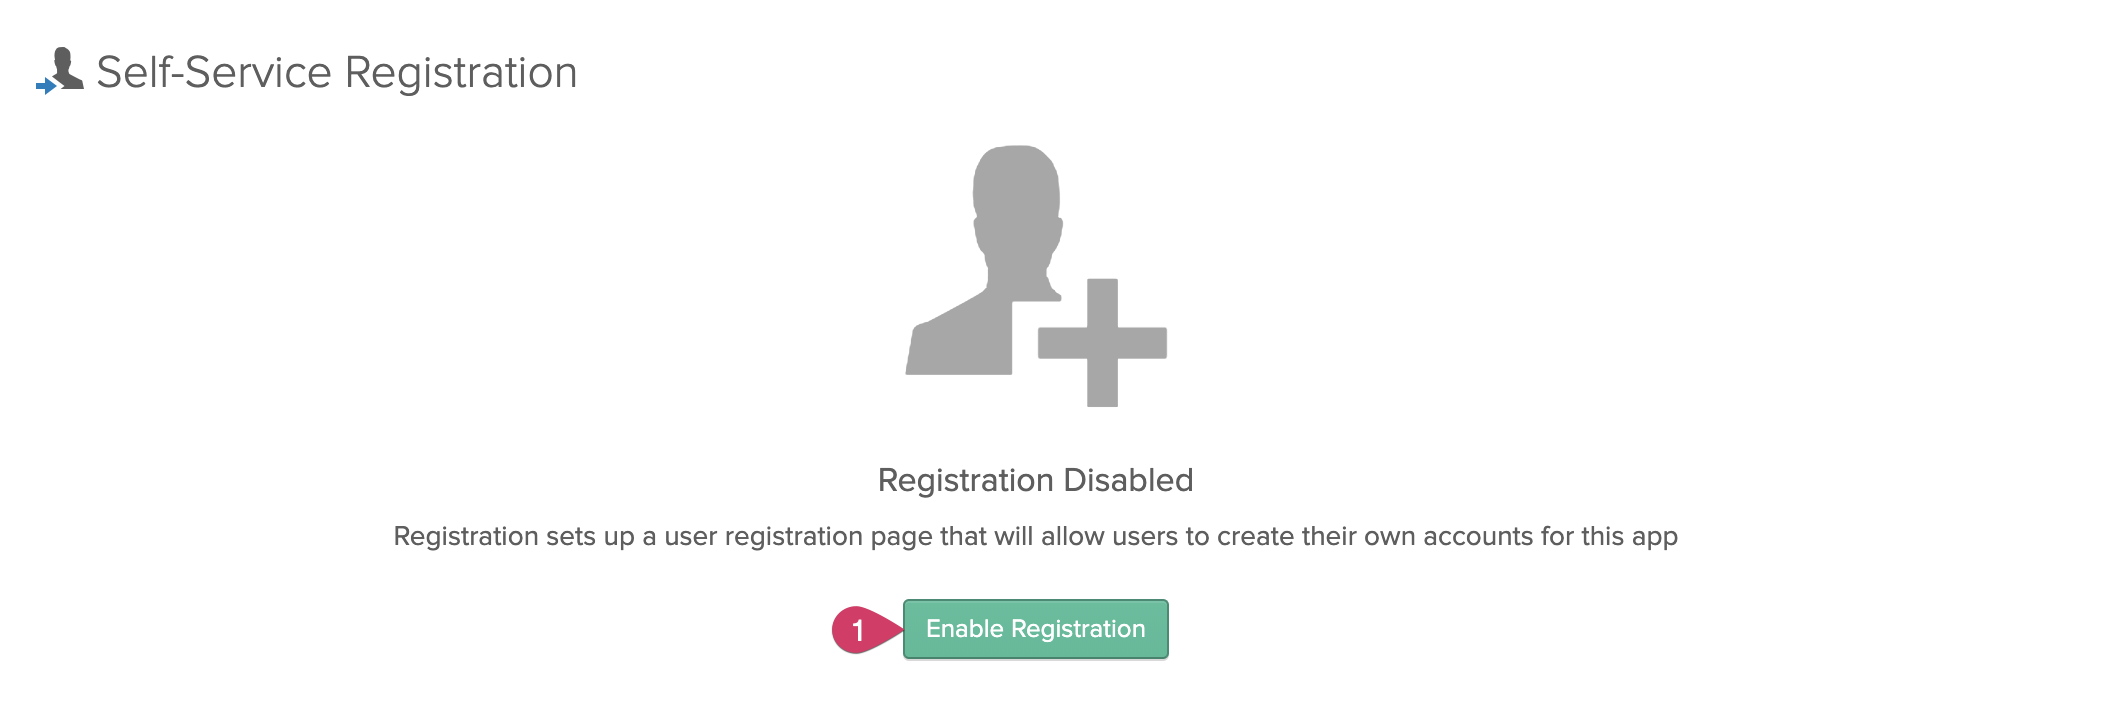 Self-Service Registration
Registration Disabled
Registration sets up a user registration page that will allow users to create their own accounts for this app
1
Enable Registration